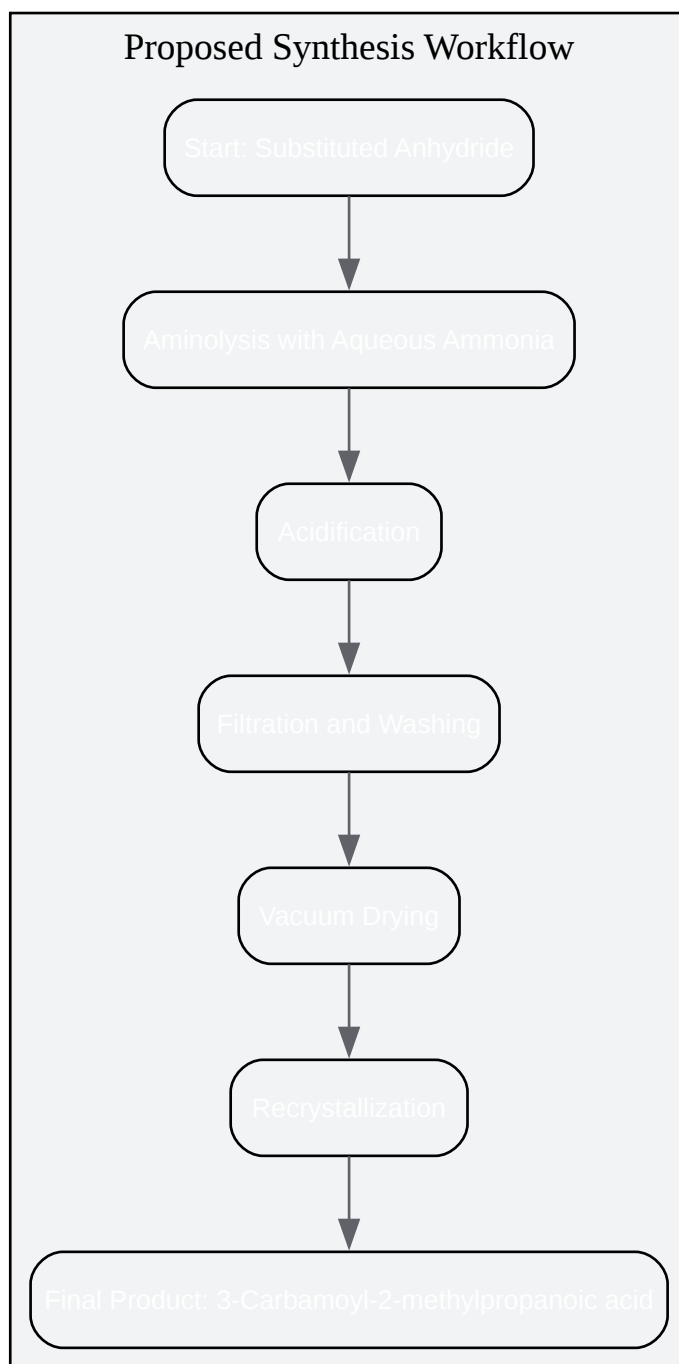 Proposed Synthesis Workflow
Start: Substituted Anhydride
Aminolysis with Aqueous Ammonia
Acidification
Filtration and Washing
Vacuum Drying
Recrystallization
Final Product: 3-Carbamoyl-2-methylpropanoic acid